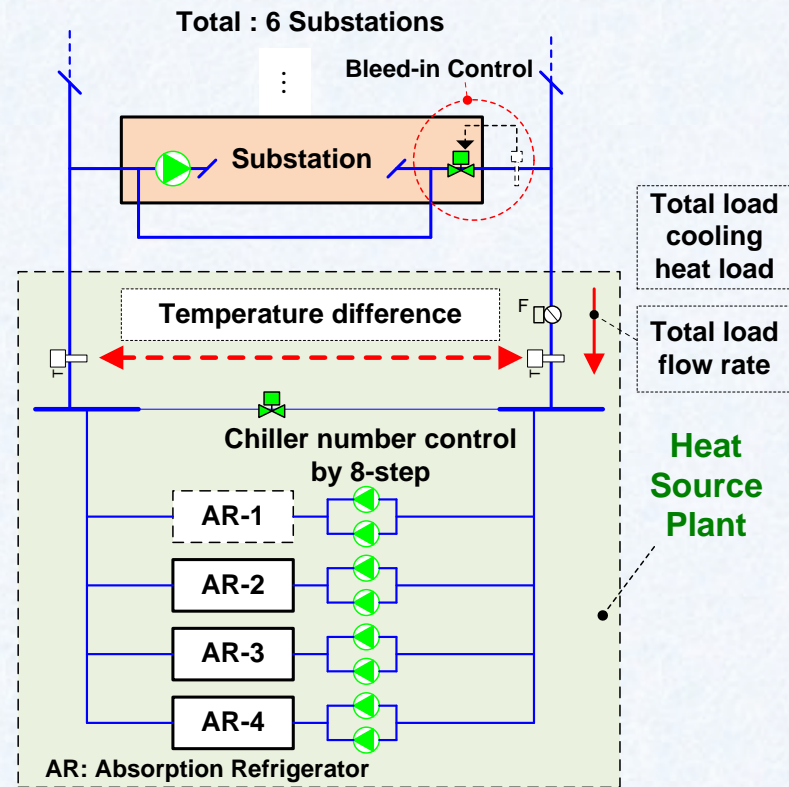 Total : 6 Substations
...
Bleed-in Control
Substation
Total load
cooling
heat load
F
Temperature difference
Total load
flow rate
T
T
Chiller number control
by 8-step
Heat
Source
Plant
AR-1
AR-2
AR-3
AR-4
AR: Absorption Refrigerator